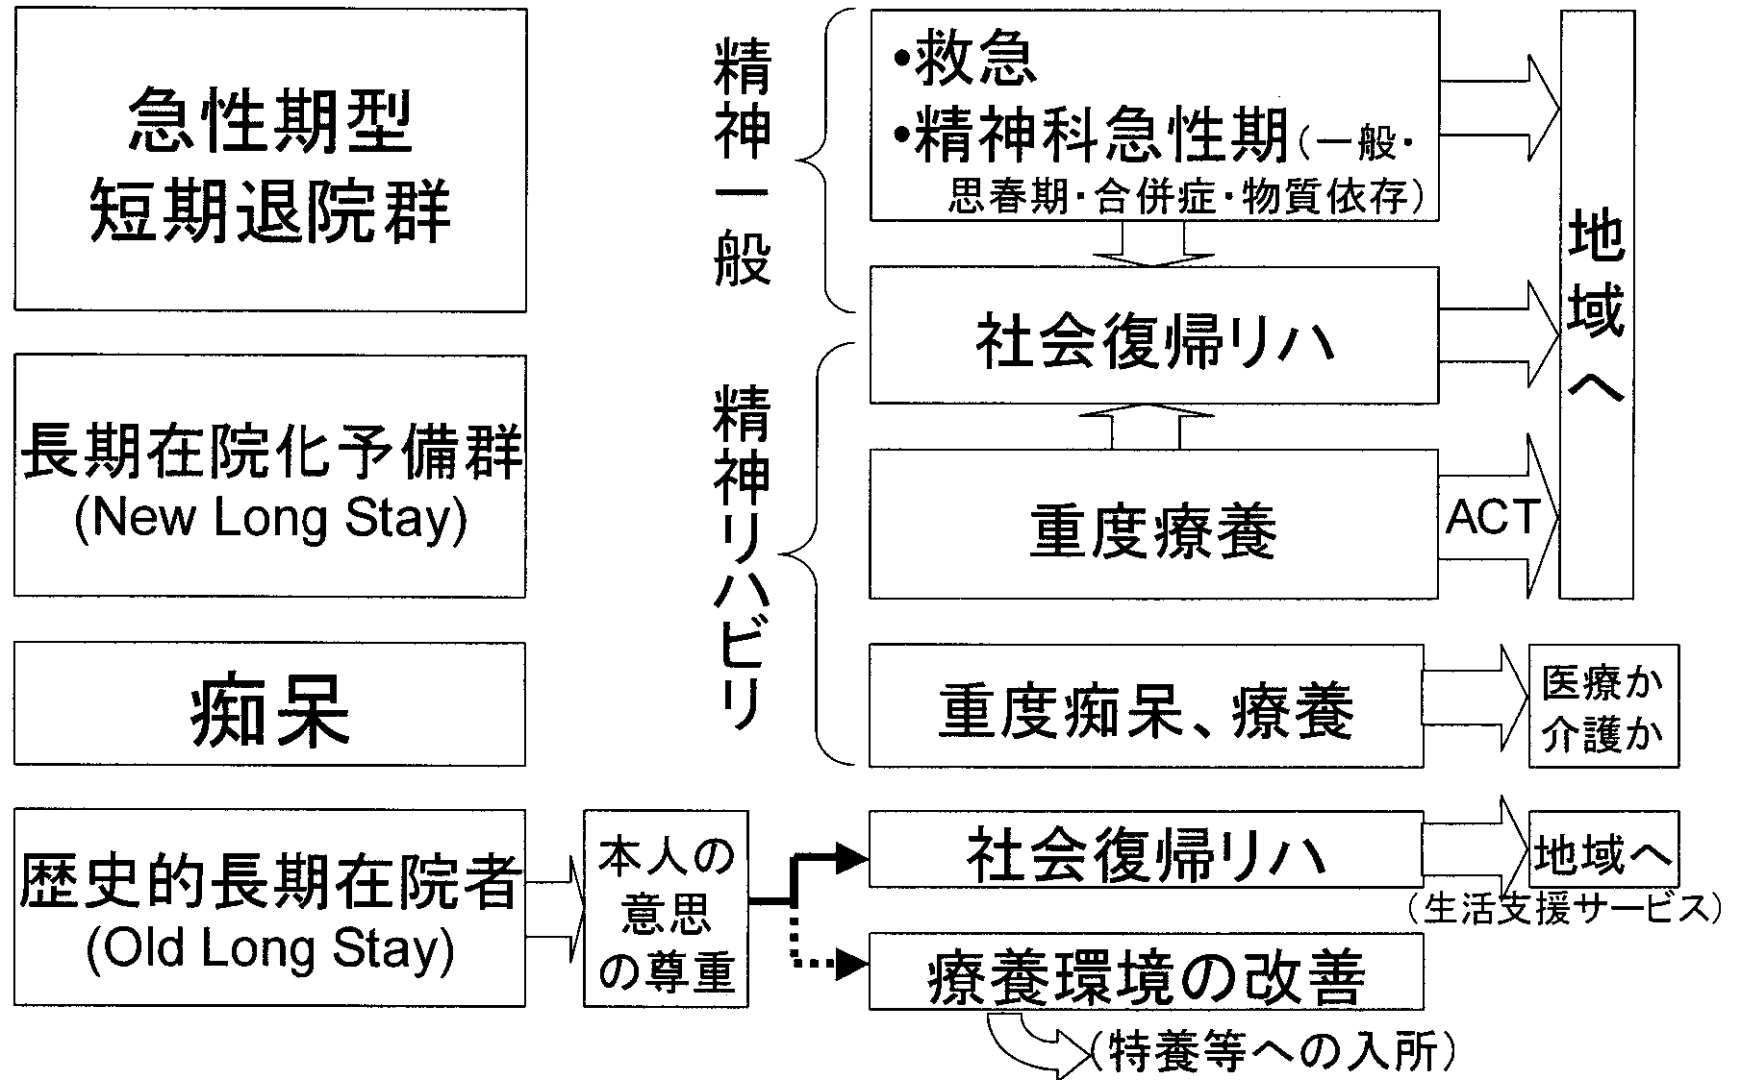 急性期型
短期退院群
長期在院化予備群
(New Long Stay)
痴呆
歴史的長期在院者
(Old Long Stay)
本人の
意思
の尊重
精神一般
精神リハビリ
・救急
・精神科急性期(一般・
思春期・合併症・物質依存)
社会復帰リハ
重度療養
ACT
地域へ
重度痴呆、療養
医療か
介護か
社会復帰リハ
地域へ
(生活支援サービス)
療養環境の改善
(特養等への入所)